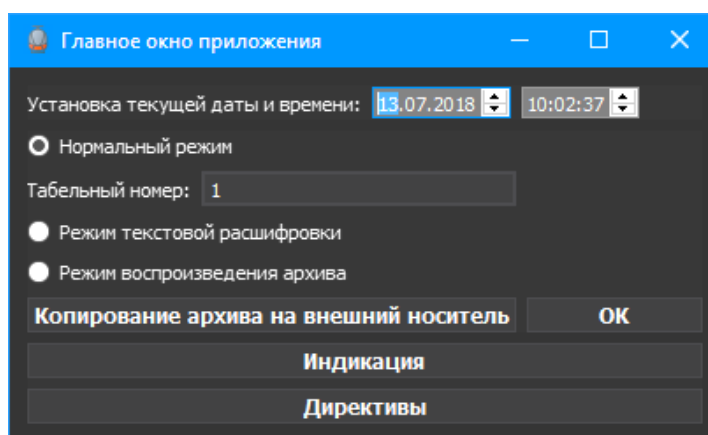 Главное окно приложения
Установка текущей даты и времени: 13.07.2018 10:02:37
Нормальный режим
Табельный номер: 1
Режим текстовой расшифровки
Режим воспроизведения архива
Копирование архива на внешний носитель ОК
Индикация
Директивы